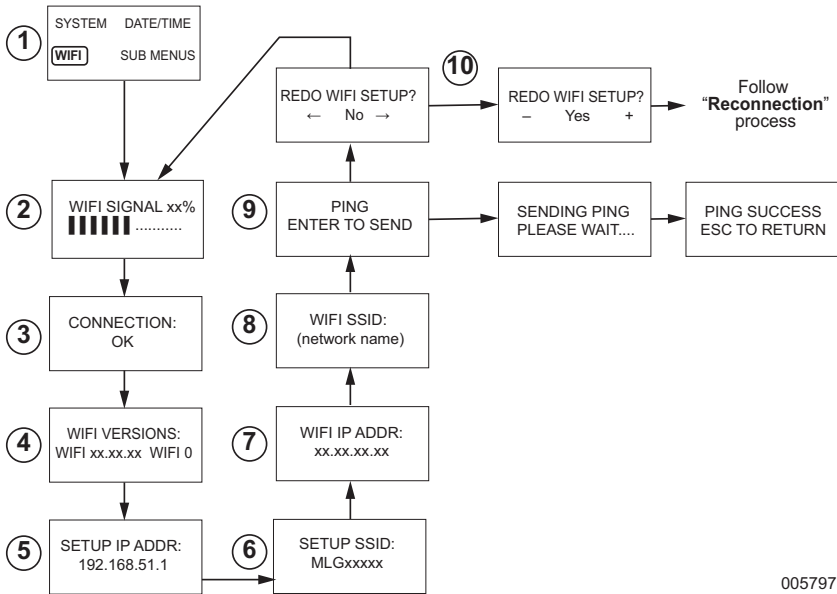 1
SYSTEM DATE/TIME
WIFI SUB MENUS
2
WIFI SIGNAL xx%
...........
3
CONNECTION:
OK
4
WIFI VERSIONS:
WIFI xx.xx.xx WIFI 0
5
SETUP IP ADDR:
192.168.51.1
6
SETUP SSID:
MLGxxxxx
7
WIFI IP ADDR:
xx.xx.xx.xx
8
WIFI SSID:
(network name)
9
PING
ENTER TO SEND
SENDING PING
PLEASE WAIT....
PING SUCCESS
ESC TO RETURN
REDO WIFI SETUP?
← No →
10
REDO WIFI SETUP?
– Yes +
Follow
“Reconnection”
process
005797